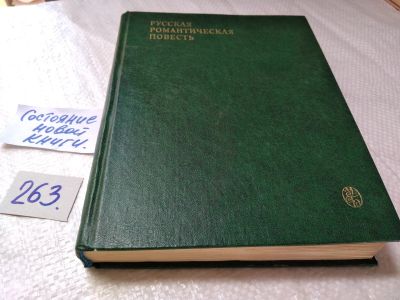 РУССКАЯ
РОМАНТИЧЕСКАЯ
ПОВЕСТЬ
Состояние
новой
книги.
263.